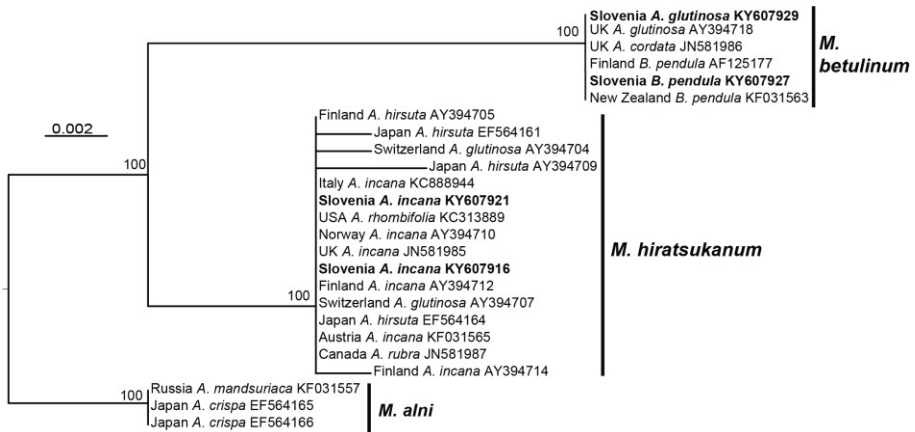 Slovenia A. glutinosa KY607929
UK A. glutinosa AY394718
UK A. cordata JN581986
Finland B. pendula AF125177
Slovenia B. pendula KY607927
New Zealand B. pendula KF031563
100
M.
betulinum
0.002
Finland A. hirsuta AY394705
Japan A. hirsuta EF564161
Switzerland A. glutinosa AY394704
Japan A. hirsuta AY394709
Italy A. incana KC888944
Slovenia A. incana KY607921
USA A. rhombifolia KC313889
Norway A. incana AY394710
UK A. incana JN581985
Slovenia A. incana KY607916
Finland A. incana AY394712
Switzerland A. glutinosa AY394707
Japan A. hirsuta EF564164
Austria A. incana KF031565
Canada A. rubra JN581987
Finland A. incana AY394714
100
100
M. hiratsukanum
Russia A. mandsuriaca KF031557
Japan A. crispa EF564165
Japan A. crispa EF564166
100
M. alni